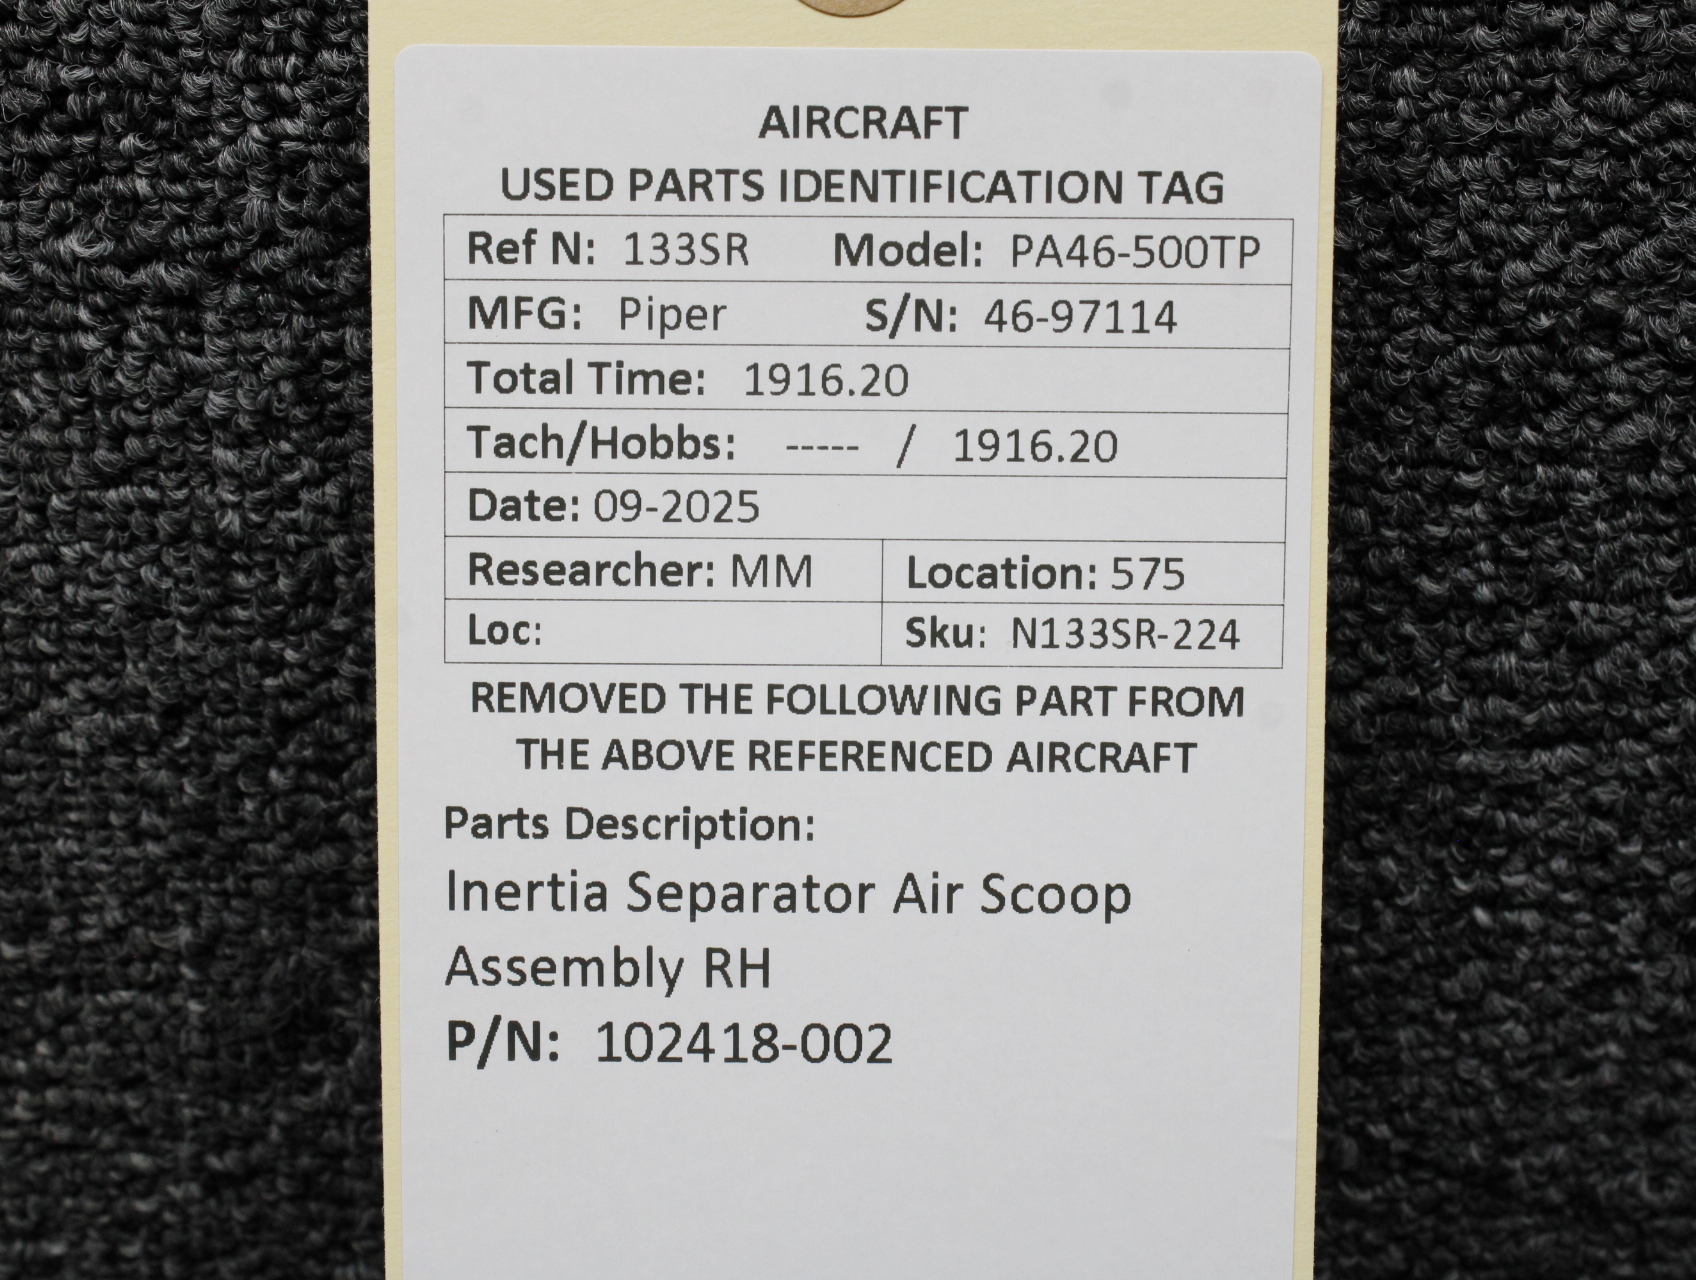 AIRCRAFT
USED PARTS IDENTIFICATION TAG
Ref N: 133SR Model: PA46-500TP
MFG: Piper S/N: 46-97114
Total Time: 1916.20
Tach/Hobbs: ----- / 1916.20
Date: 09-2025
Researcher: MM Location: 575
Loc: Sku: N133SR-224
REMOVED THE FOLLOWING PART FROM
THE ABOVE REFERENCED AIRCRAFT
Parts Description:
Inertia Separator Air Scoop
Assembly RH
P/N: 102418-002